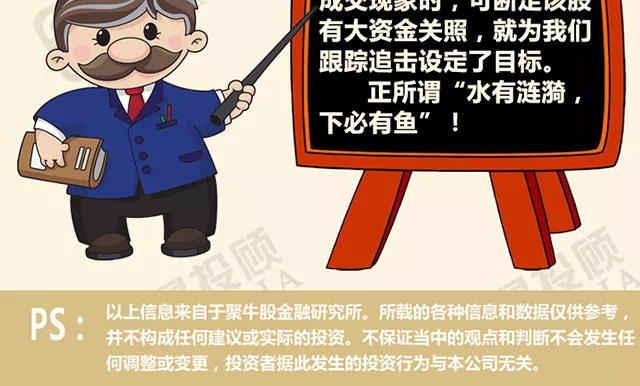 成交现象的，可断定该股
有大资金关照，就为我们
跟踪追击设定了目标。
正所谓“水有涟漪，
下必有鱼”！
PS：
以上信息来自于聚牛股金融研究所。所载的各种信息和数据仅供参考，
并不构成任何建议或实际的投资。不保证当中的观点和判断不会发生任
何调整或变更，投资者据此发生的投资行为与本公司无关。
投顾